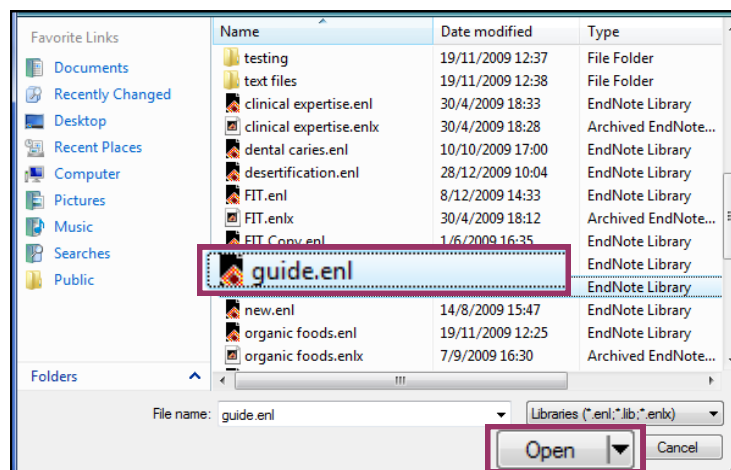 Favorite Links
Documents
Recently Changed
Desktop
Recent Places
Computer
Pictures
Music
Searches
Public
Folders
Name Date modified Type
testing 19/11/2009 12:37 File Folder
text files 19/11/2009 12:38 File Folder
clinical expertise.enl 30/4/2009 18:33 EndNote Library
clinical expertise.enlx 30/4/2009 18:28 Archived EndNote...
dental caries.enl 10/10/2009 17:00 EndNote Library
desertification.enl 28/12/2009 10:04 EndNote Library
FIT.enl 8/12/2009 14:33 EndNote Library
FIT.enlx 30/4/2009 18:12 Archived EndNote...
FIT Copy.enl 1/6/2009 16:35 EndNote Library
EndNote Library
guide.enl
EndNote Library
new.enl 14/8/2009 15:47 EndNote Library
organic foods.enl 19/11/2009 12:25 EndNote Library
organic foods.enlx 7/9/2009 16:30 Archived EndNote...
File name: guide.enl Libraries (*.enl;*.lib;*.enlx)
Open Cancel